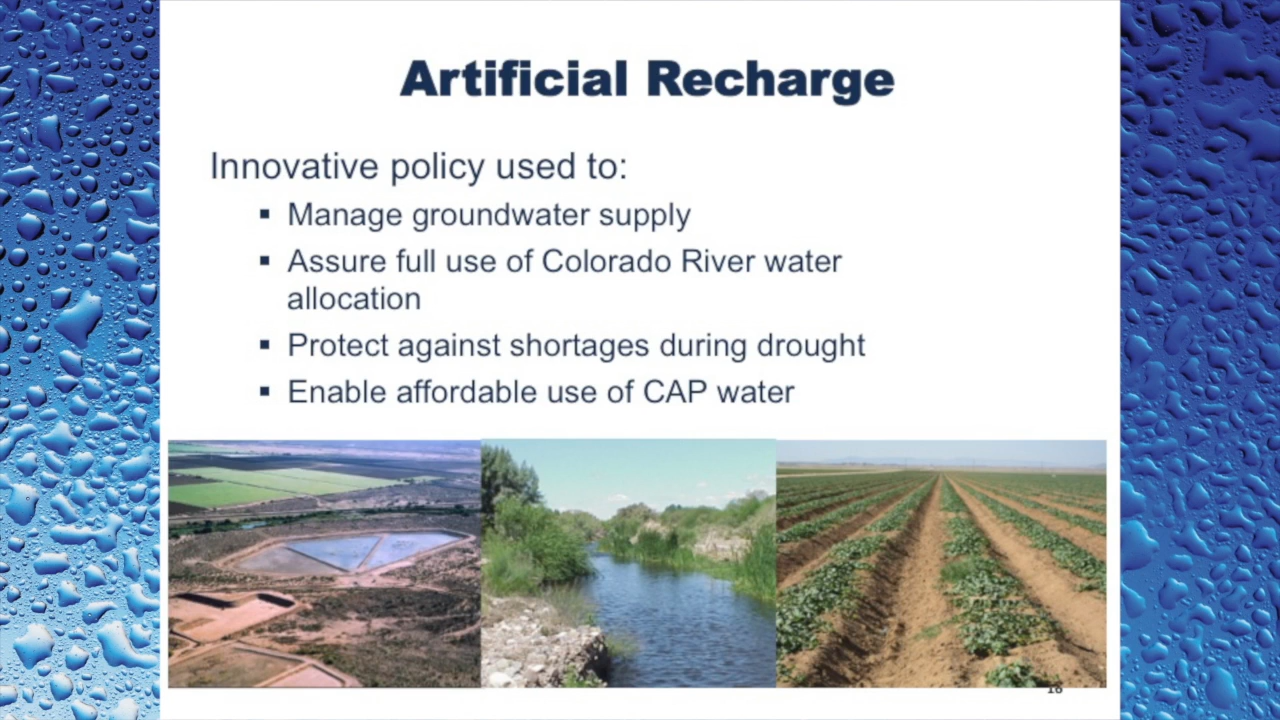 Artificial Recharge
Innovative policy used to:
▪ Manage groundwater supply
▪ Assure full use of Colorado River water
allocation
▪ Protect against shortages during drought
▪ Enable affordable use of CAP water
16